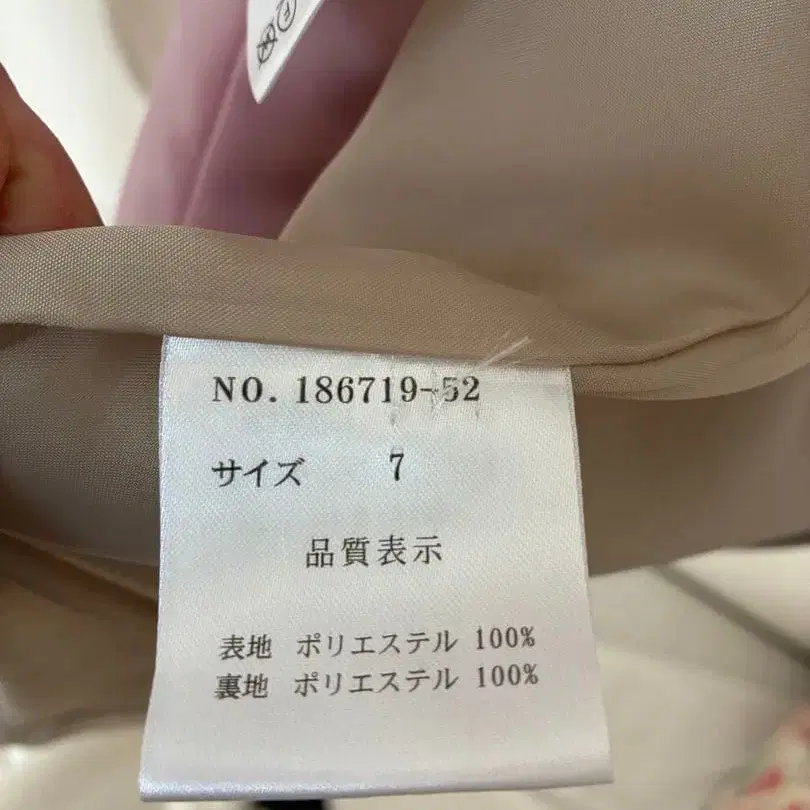 NO. 186719-52
サイズ 7
品質表示
表地 ポリエステル 100%
裏地 ポリエステル 100%